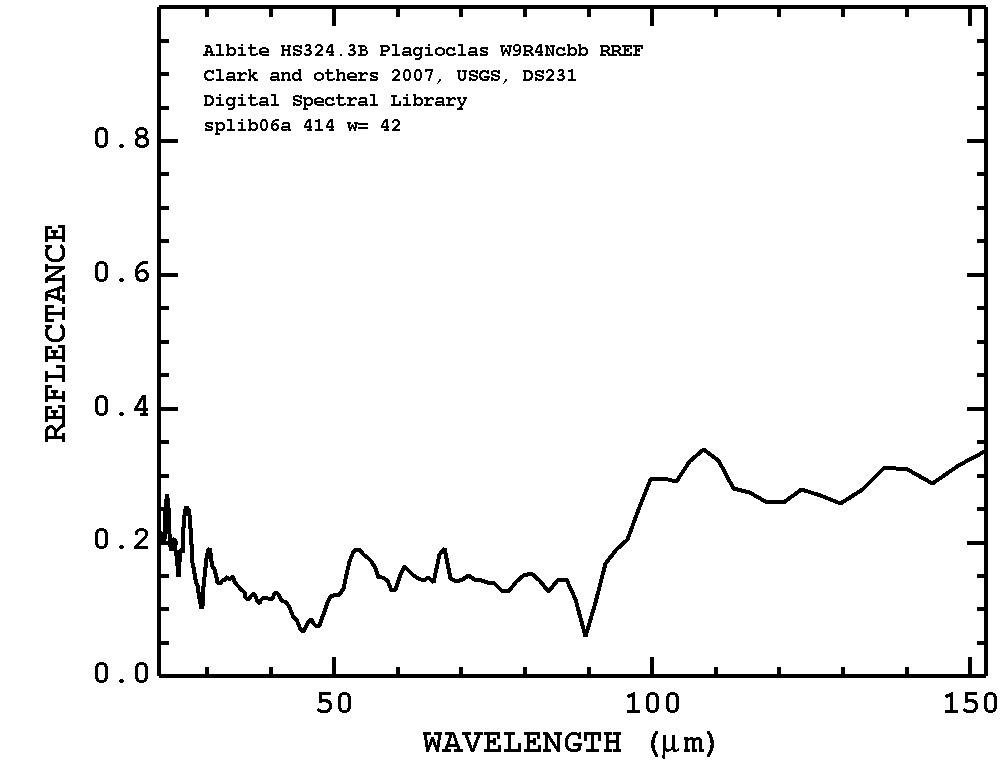 Albite HS324.3B Plagioclas W9R4Ncbb RREF
Clark and others 2007, USGS, DS231
Digital Spectral Library
splib06a 414 w= 42
0.8
0.6
0.4
0.2
0.0
REFLECTANCE
50 100 150
WAVELENGTH (μm)